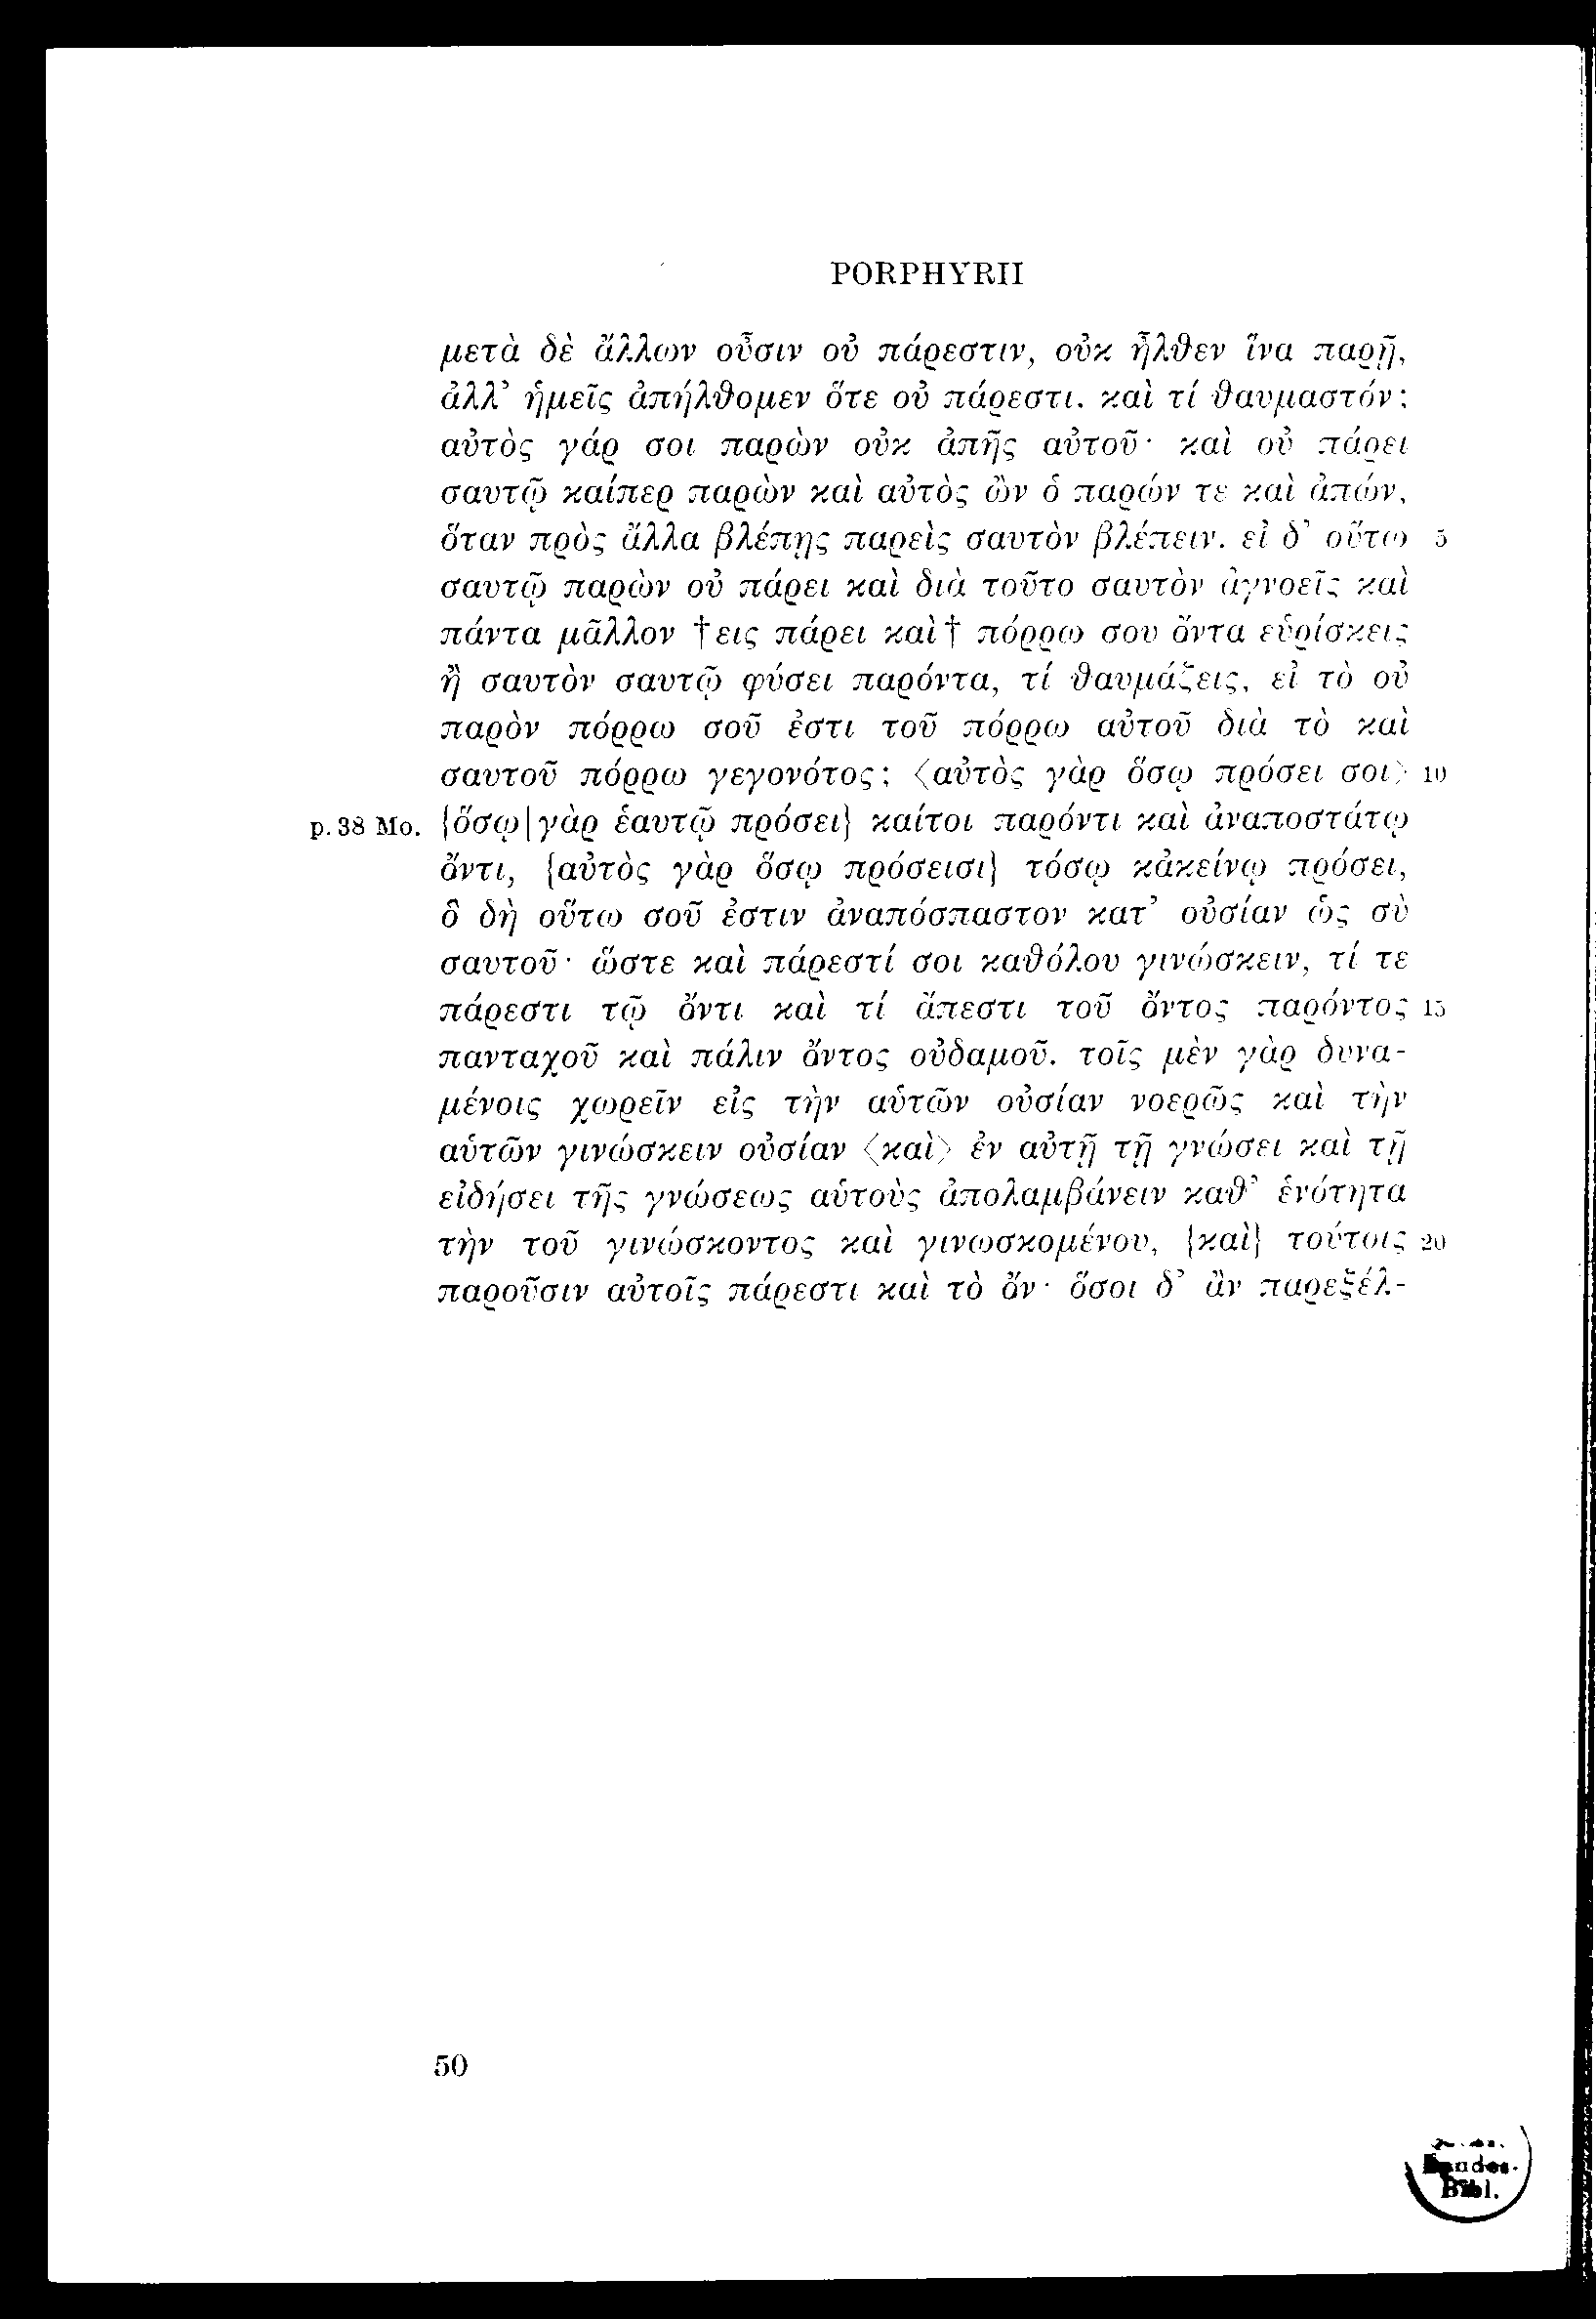 PORPHYRII
μετὰ δὲ ἄλλων οὖσιν οὐ πάρεστιν, οὐκ ἦλθεν ἵνα παρῇ,
ἀλλ’ ἡμεῖς ἀπήλθομεν ὅτε οὐ πάρεστι. καὶ τί θαυμαστόν;
αὐτὸς γάρ σοι παρὼν οὐκ ἀπῆς αὐτοῦ· καὶ οὐ πάρει
σαυτῷ καίπερ παρὼν καὶ αὐτὸς ὢν ὁ παρών τε καὶ ἀπών,
ὅταν πρὸς ἄλλα βλέπῃς παρεὶς σαυτὸν βλέπειν. εἰ δ’ οὕτω 5
σαυτῷ παρὼν οὐ πάρει καὶ διὰ τοῦτο σαυτὸν ἀγνοεῖς καὶ
πάντα μᾶλλον †εις πάρει καὶ† πόρρω σου ὄντα εὑρίσκεις
ἢ σαυτὸν σαυτῷ φύσει παρόντα, τί θαυμάζεις, εἰ τὸ οὐ
παρὸν πόρρω σοῦ ἐστι τοῦ πόρρω αὐτοῦ διὰ τὸ καὶ
σαυτοῦ πόρρω γεγονότος; ⟨αὐτὸς γὰρ ὅσῳ πρόσει σοι⟩ 10
p. 38 Mo. {ὅσῳ|γὰρ ἑαυτῷ πρόσει} καίτοι παρόντι καὶ ἀναποστάτῳ
ὄντι, {αὐτὸς γὰρ ὅσῳ πρόσεισι} τόσῳ κἀκείνῳ πρόσει,
ὃ δὴ οὕτω σοῦ ἐστιν ἀναπόσπαστον κατ’ οὐσίαν ὡς σὺ
σαυτοῦ· ὥστε καὶ πάρεστί σοι καθόλου γινώσκειν, τί τε
πάρεστι τῷ ὄντι καὶ τί ἄπεστι τοῦ ὄντος παρόντος 15
πανταχοῦ καὶ πάλιν ὄντος οὐδαμοῦ. τοῖς μὲν γὰρ δυνα-
μένοις χωρεῖν εἰς τὴν αὑτῶν οὐσίαν νοερῶς καὶ τὴν
αὑτῶν γινώσκειν οὐσίαν ⟨καὶ⟩ ἐν αὐτῇ τῇ γνώσει καὶ τῇ
εἰδήσει τῆς γνώσεως αὑτοὺς ἀπολαμβάνειν καθ’ ἑνότητα
τὴν τοῦ γινώσκοντος καὶ γινωσκομένου, {καὶ} τούτοις 20
παροῦσιν αὐτοῖς πάρεστι καὶ τὸ ὄν· ὅσοι δ’ ἂν παρεξέλ-
50
Bibl.